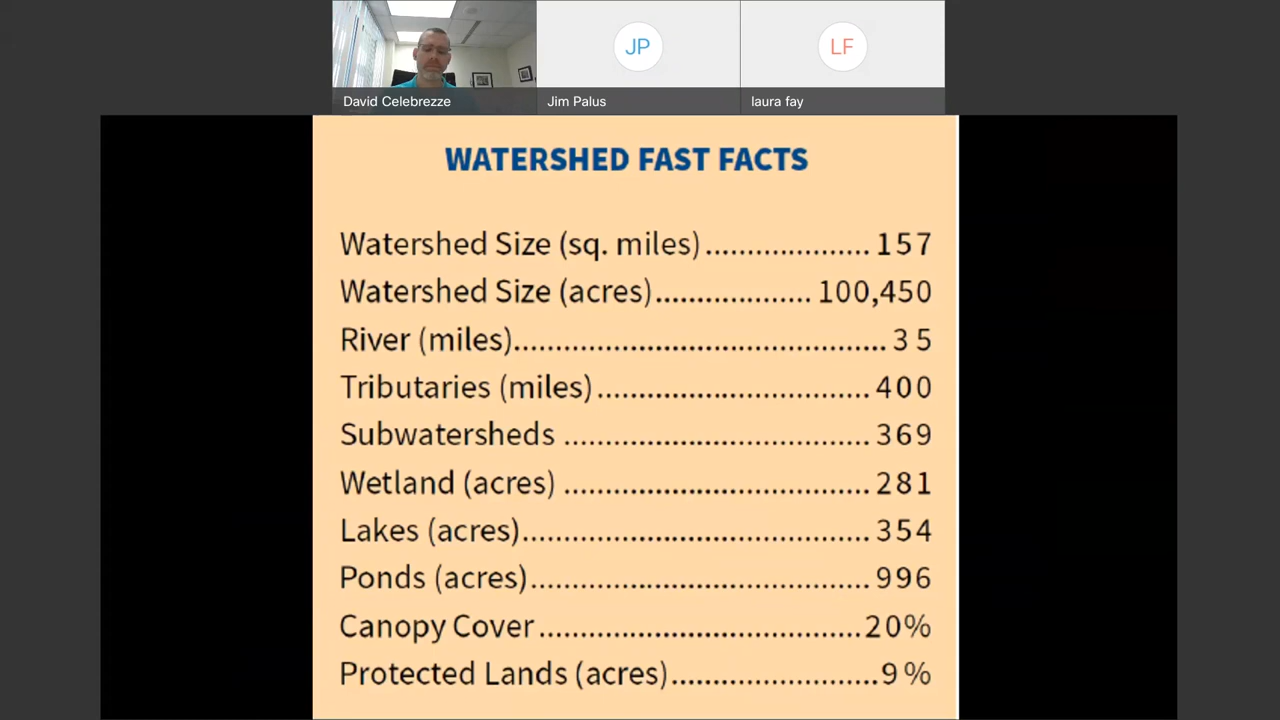 JP
LF
David Celebrezze
Jim Palus
laura fay
WATERSHED FAST FACTS
Watershed Size (sq. miles).................... 157
Watershed Size (acres)................... 100,450
River (miles)............................................. 35
Tributaries (miles)................................. 400
Subwatersheds ..................................... 369
Wetland (acres) ..................................... 281
Lakes (acres).......................................... 354
Ponds (acres)......................................... 996
Canopy Cover.......................................20%
Protected Lands (acres).........................9%